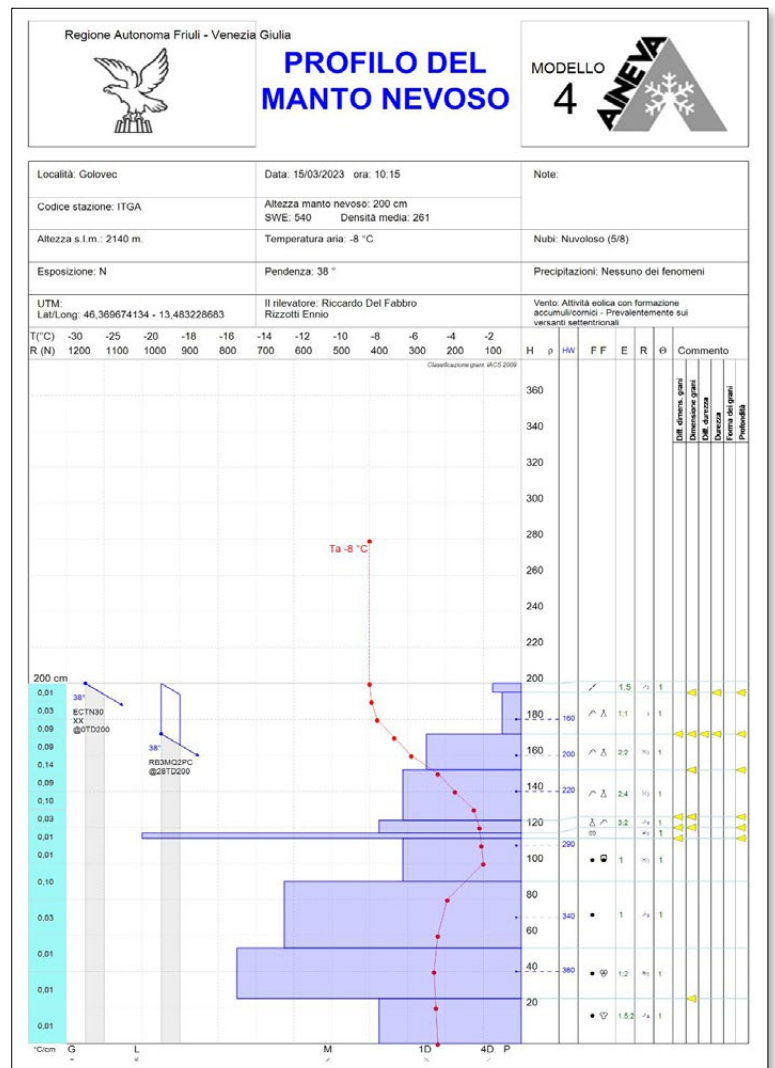 Regione Autonoma Friuli - Venezia Giulia
PROFILO DEL
MANTO NEVOSO
MODELLO
4
AINEVA
Località: Golovec
Data: 15/03/2023 ora: 10:15
Note:
Codice stazione: ITGA
Altezza manto nevoso: 200 cm
SWE: 540 Densità media: 261
Altezza s.l.m.: 2140 m.
Temperatura aria: -8 °C
Nubi: Nuvoloso (5/8)
Esposizione: N
Pendenza: 38 °
Precipitazioni: Nessuno dei fenomeni
UTM:
Lat/Long: 46,369674134 - 13,483228683
Il rilevatore: Riccardo Del Fabbro
Rizzotti Ennio
Vento: Attività eolica con formazione
accumuli/cornici - Prevalentemente sui
versanti settentrionali
T(°C) -30 -25 -20 -18 -16 -14 -12 -10 -8 -6 -4 -2
R (N) 1200 1100 1000 900 800 700 600 500 400 300 200 100 H ρ HW F F E R Θ Commento
Classificazione grani: IACS 2009
Diff. dimens. grani
Dimensione grani
Diff. durezza
Durezza
Forma dei grani
Profondità
360
340
320
300
280
Ta -8 °C
260
240
220
200 cm
200
0,01
38°
1.5
1
0,03
ECTN30
XX
@0TD200
180
160
1;1
1
0,09
38°
RB3MQ2PC
@28TD200
0,09
160
200
2;2
1
0,14
0,09
140
220
2;4
1
0,10
0,03
120
3;2
1
0,01
1
290
0,01
100
1
1
0,10
80
0,03
340
1
1
60
0,01
40
360
1;2
1
0,01
20
0,01
1.5;2
1
°C/cm G L M 1D 4D P